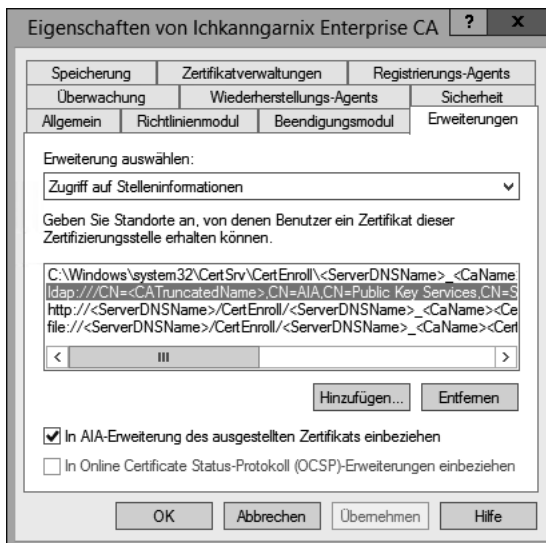 Eigenschaften von Ichkanngarnix Enterprise CA ? x
Speicherung Zertifikatverwaltungen Registrierungs-Agents
Überwachung Wiederherstellungs-Agents Sicherheit
Allgemein Richtlinienmodul Beendigungsmodul Erweiterungen
Erweiterung auswählen:
Zugriff auf Stelleninformationen
Geben Sie Standorte an, von denen Benutzer ein Zertifikat dieser
Zertifizierungsstelle erhalten können.
C:\Windows\system32\CertSrv\CertEnroll\<ServerDNSName>_<CaName
ldap:///CN=<CATruncatedName>,CN=AIA,CN=Public Key Services,CN=S
http://<ServerDNSName>/CertEnroll/<ServerDNSName>_<CaName><Ce
file://<ServerDNSName>/CertEnroll/<ServerDNSName>_<CaName><Cert
Hinzufügen... Entfernen
In AIA-Erweiterung des ausgestellten Zertifikats einbeziehen
In Online Certificate Status-Protokoll (OCSP)-Erweiterungen einbeziehen
OK Abbrechen Übernehmen Hilfe